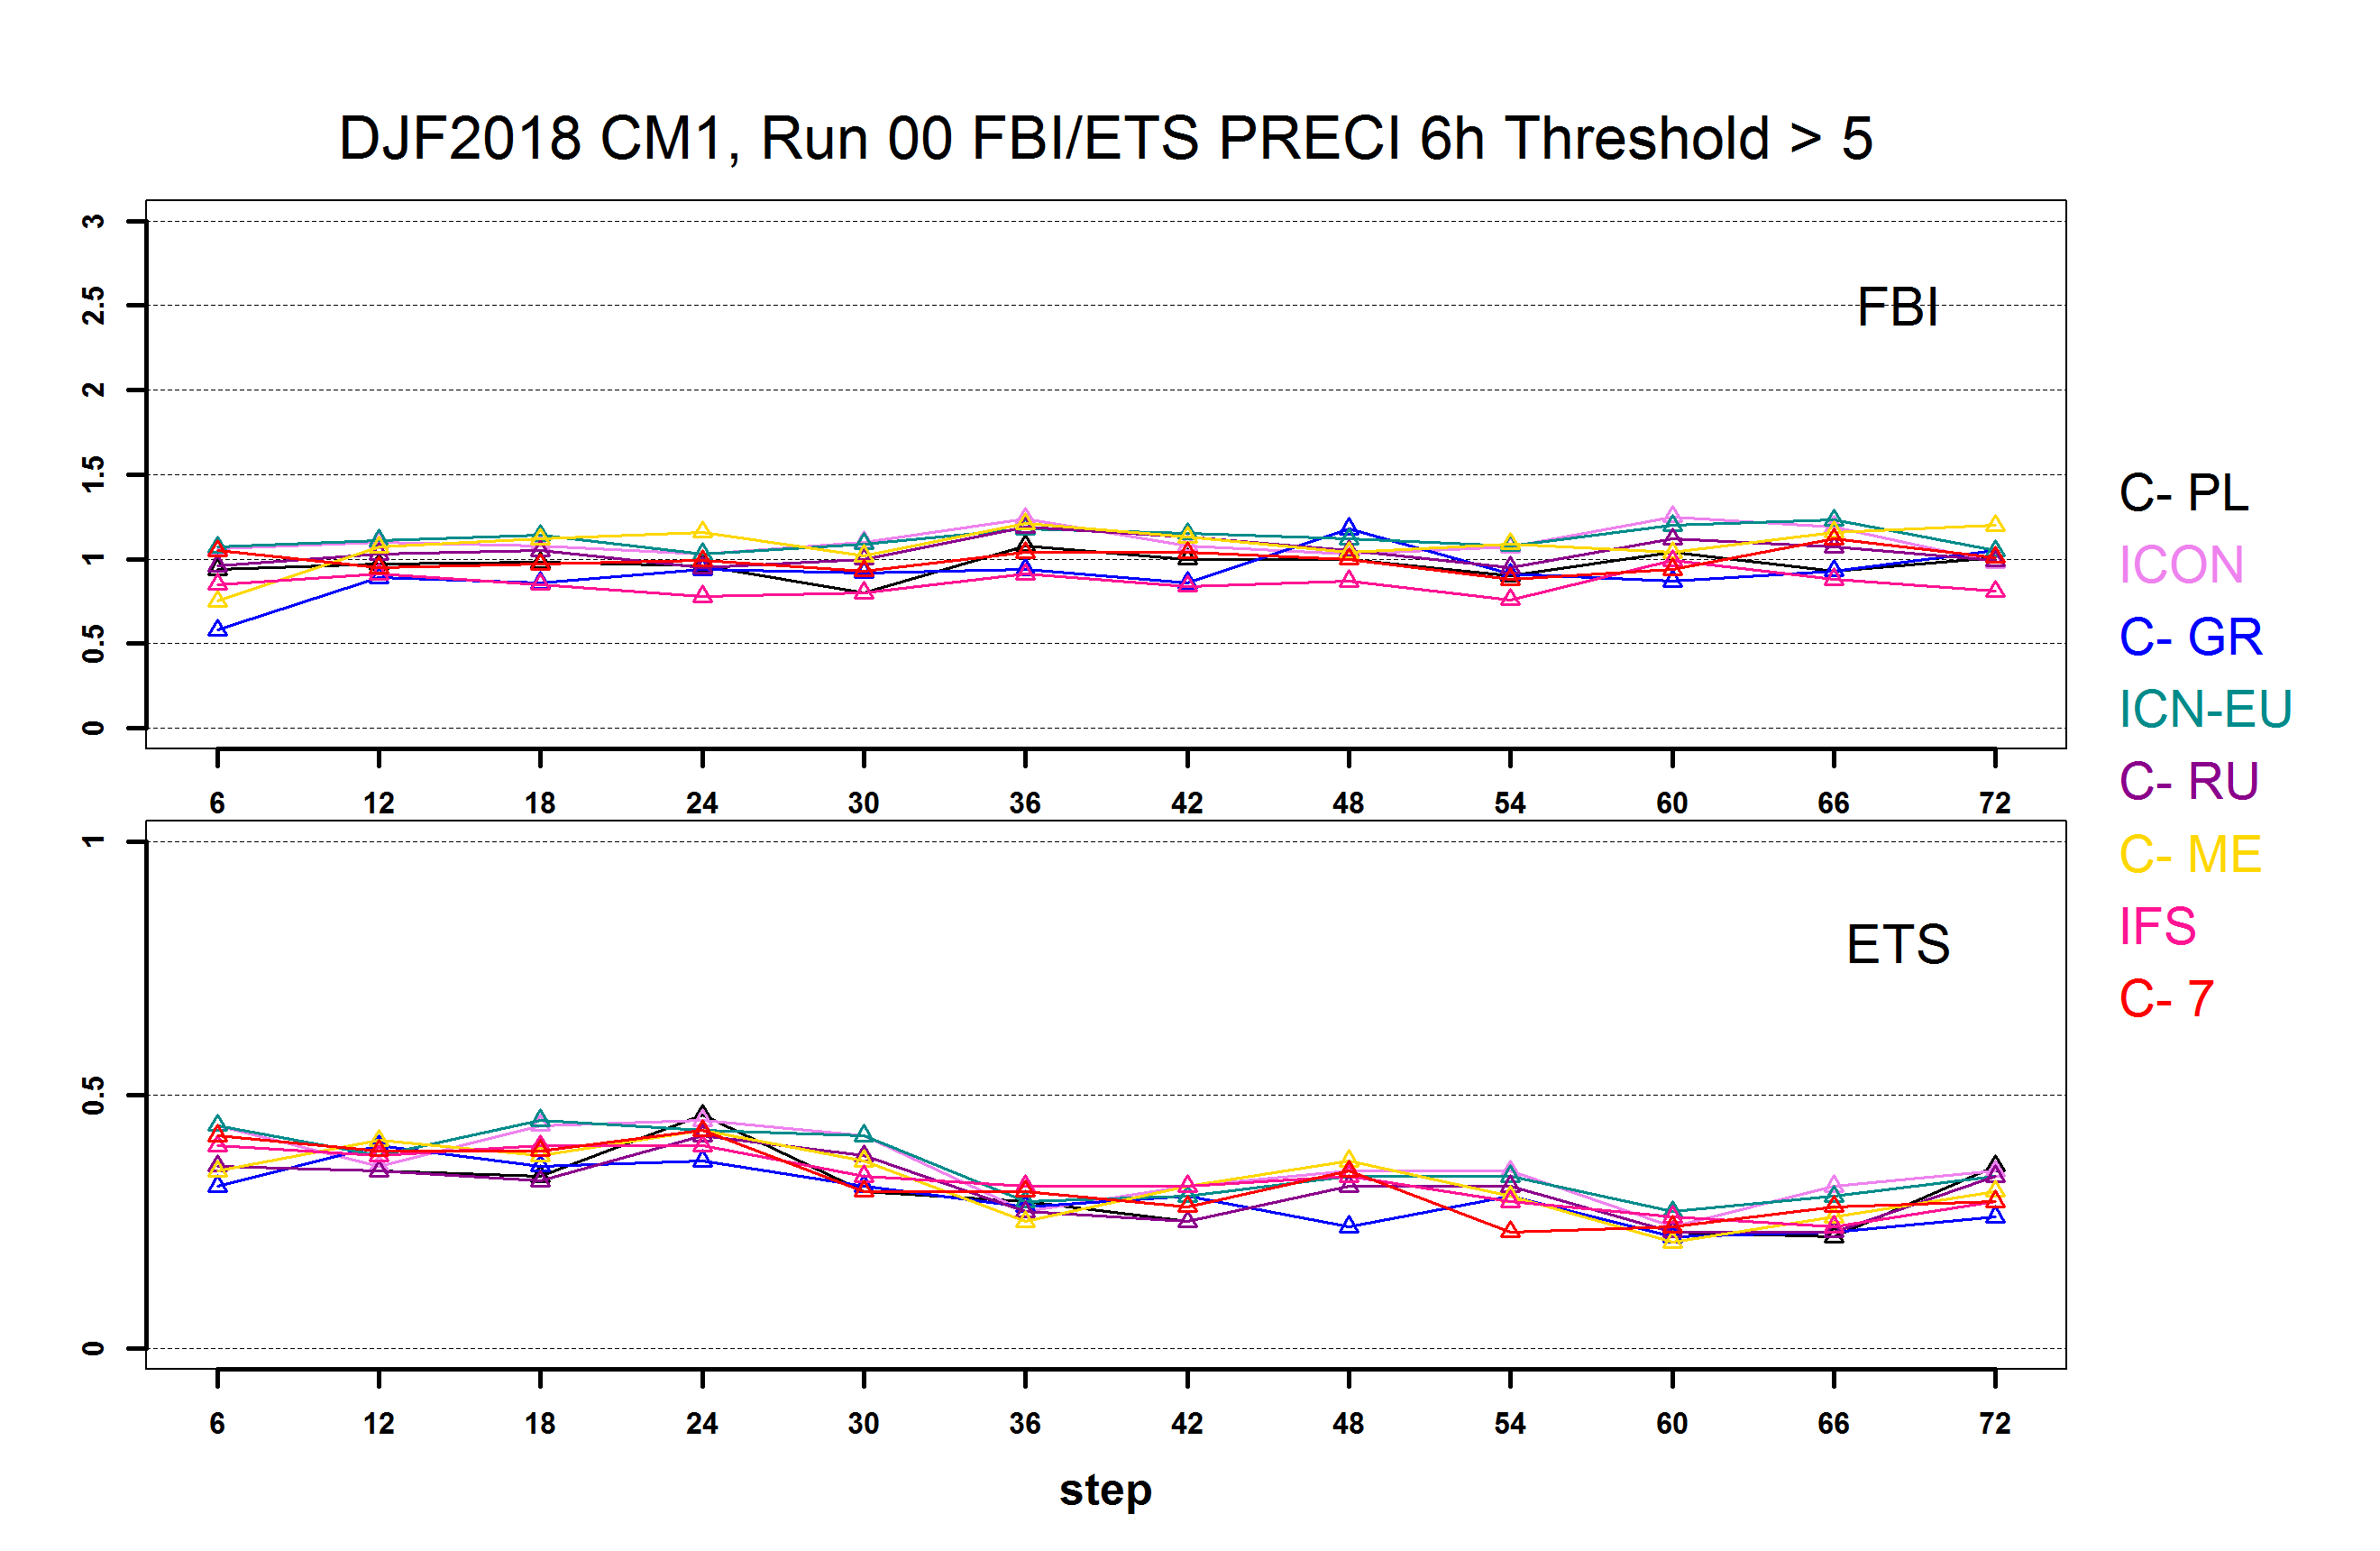 DJF2018 CM1, Run 00 FBI/ETS PRECI 6h Threshold > 5
3
2.5
2
1.5
1
0.5
0
FBI
6 12 18 24 30 36 42 48 54 60 66 72
1
0.5
0
ETS
6 12 18 24 30 36 42 48 54 60 66 72
step
C- PL
ICON
C- GR
ICN-EU
C- RU
C- ME
IFS
C- 7